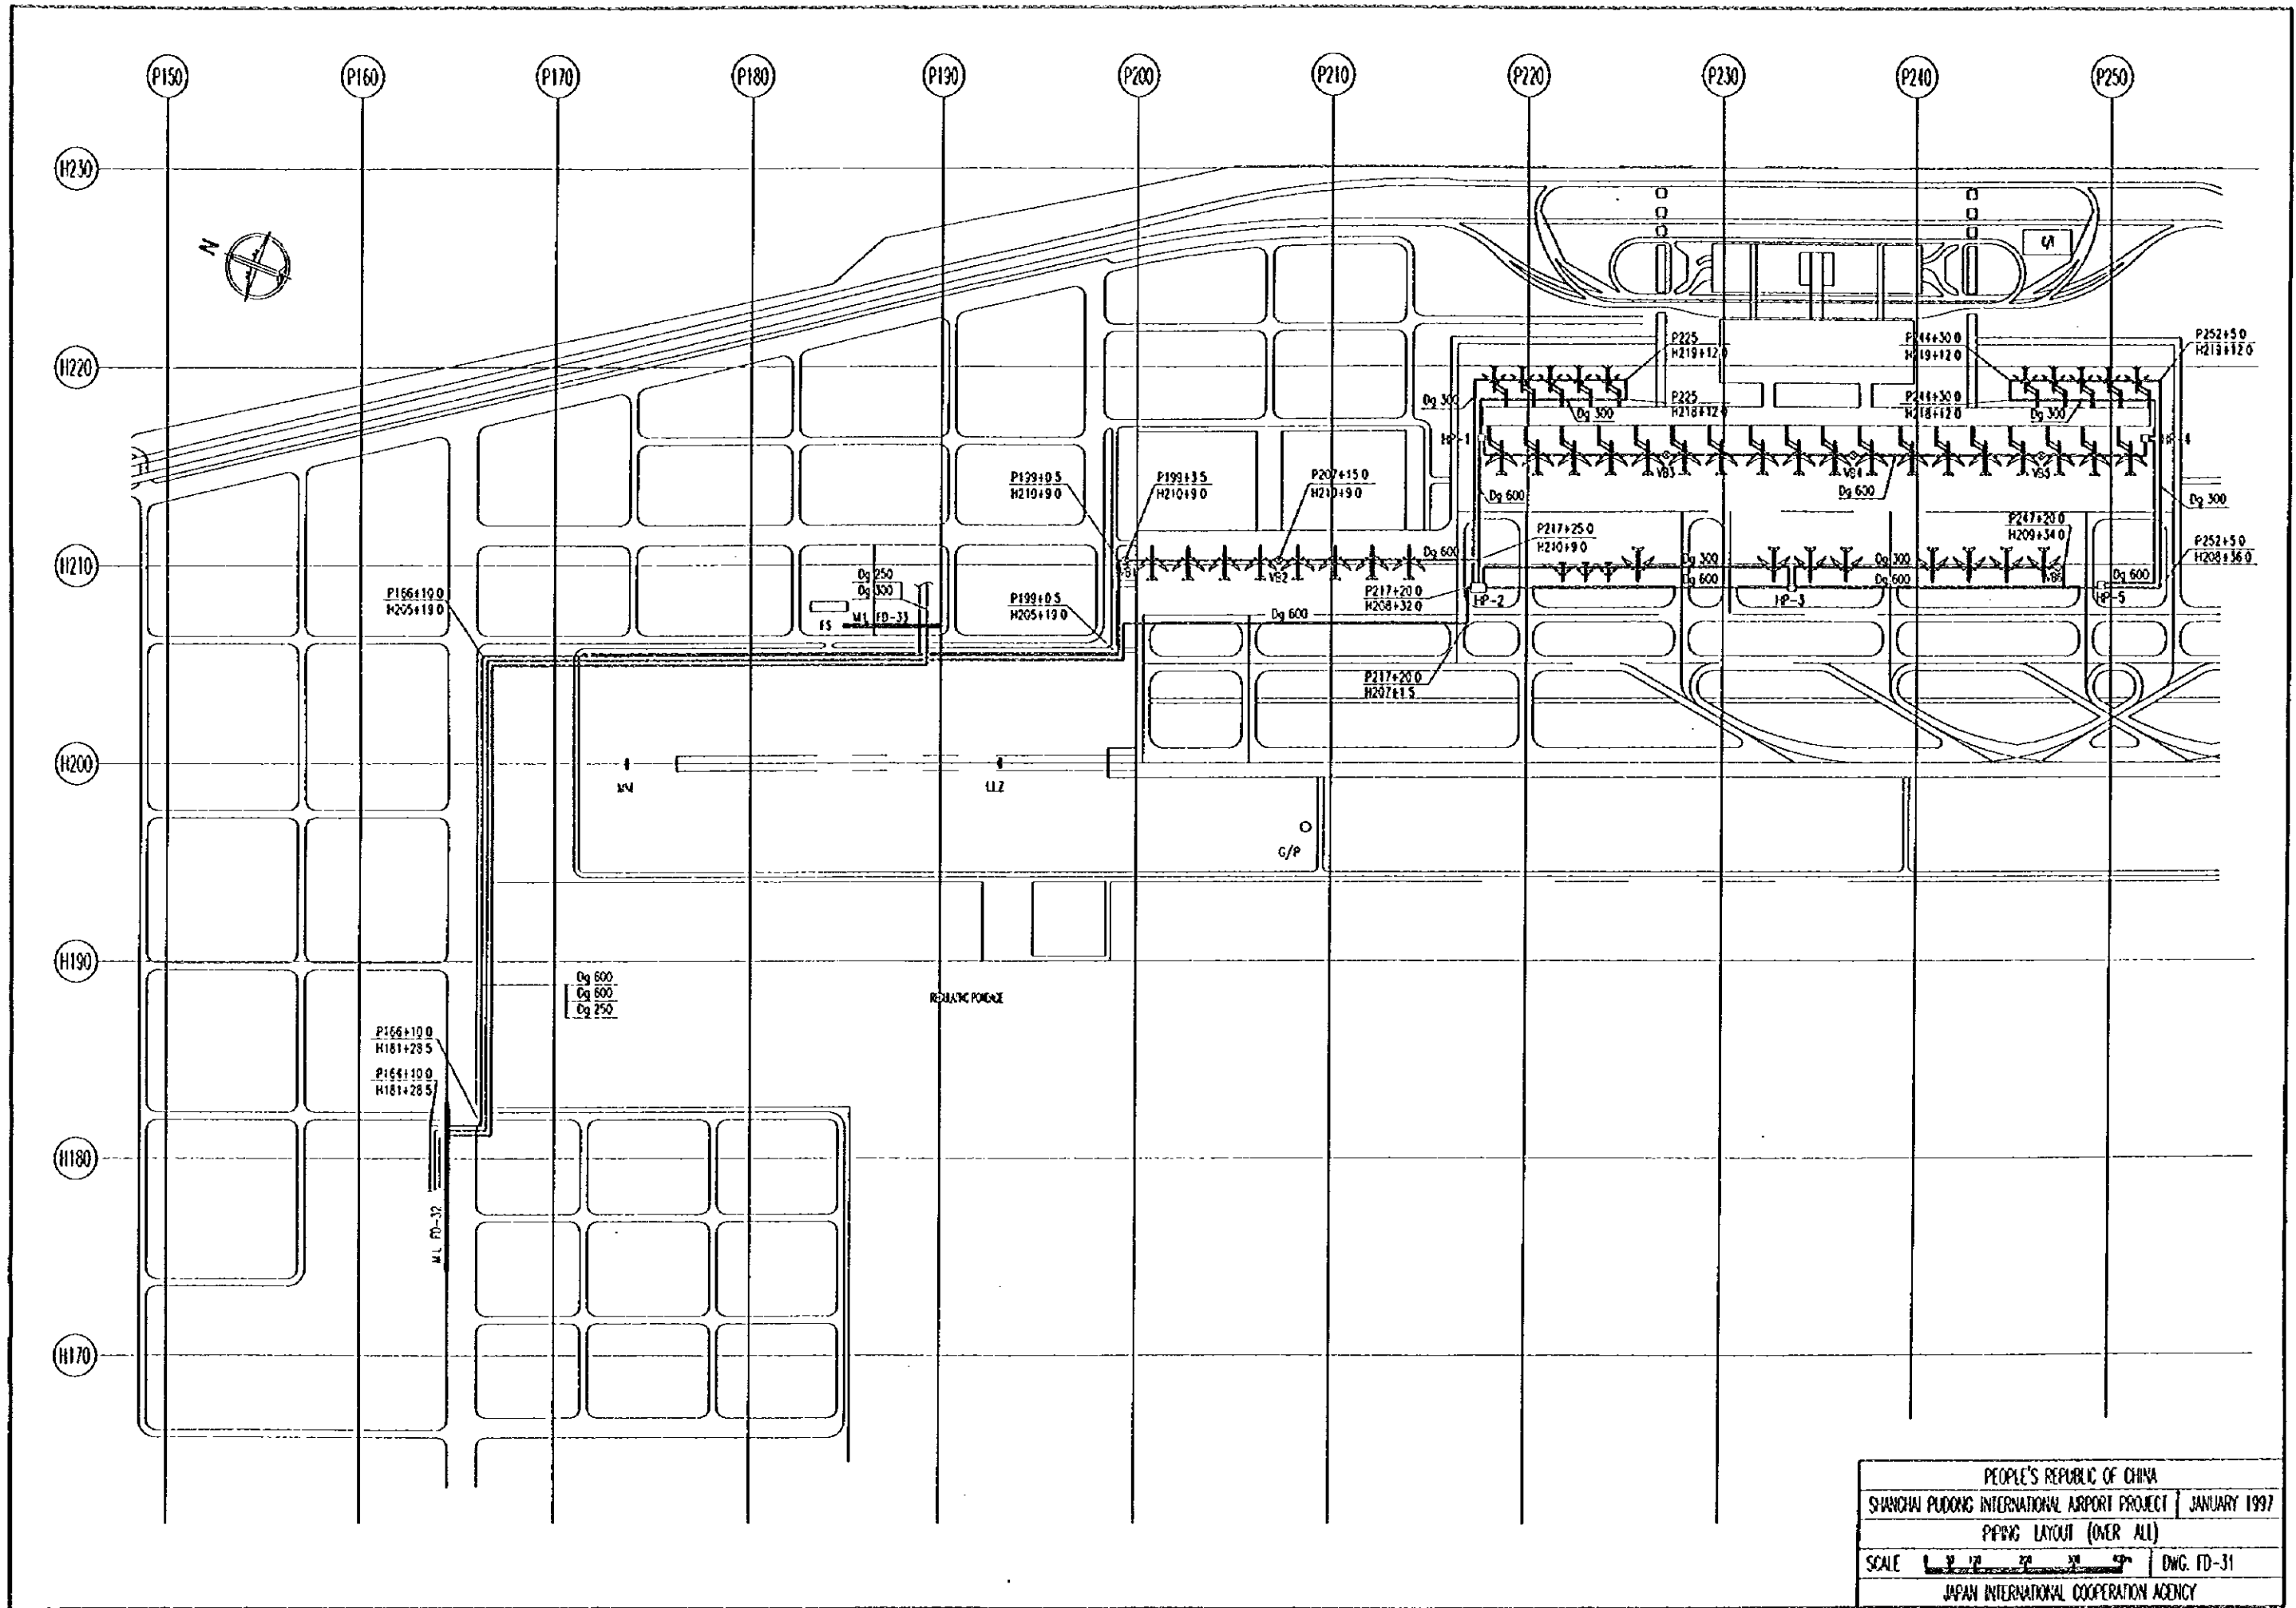 P150 P160 P170 P180 P190 P200 P210 P220 P230 P240 P250
H230
N
H220
P225
H219+12.0
P244+30.0
H219+12.0
P252+5.0
H219+12.0
Dg 300
Dg 300
P225
H218+12.0
P244+30.0
H218+12.0
Dg 300
HP-1
HP-4
VB3
VB4
VB5
P199+0.5
H210+9.0
P199+3.5
H210+9.0
P207+15.0
H210+9.0
Dg 600
Dg 600
Dg 300
P217+25.0
H210+9.0
P247+20.0
H209+34.0
P252+5.0
H208+36.0
H210
VB1
VB2
Dg 600
Dg 300
Dg 300
Dg 600
Dg 600
Dg 600
VB6
Dg 250
Dg 300
P166+10.0
H205+19.0
P199+0.5
H205+19.0
P217+20.0
H208+32.0
HP-2
HP-3
HP-5
FS
M.L FD-33
Dg 600
P217+20.0
H207+1.5
H200
MM
LLZ
G/P
H190
Dg 600
Dg 600
Dg 250
REGULATING PONDAGE
P166+10.0
H181+28.5
P164+10.0
H181+28.5
H180
M.L FD-32
H170
PEOPLE'S REPUBLIC OF CHINA
SHANGHAI PUDONG INTERNATIONAL AIRPORT PROJECT JANUARY 1997
PIPING LAYOUT (OVER ALL)
SCALE DWG. FD-31
JAPAN INTERNATIONAL COOPERATION AGENCY